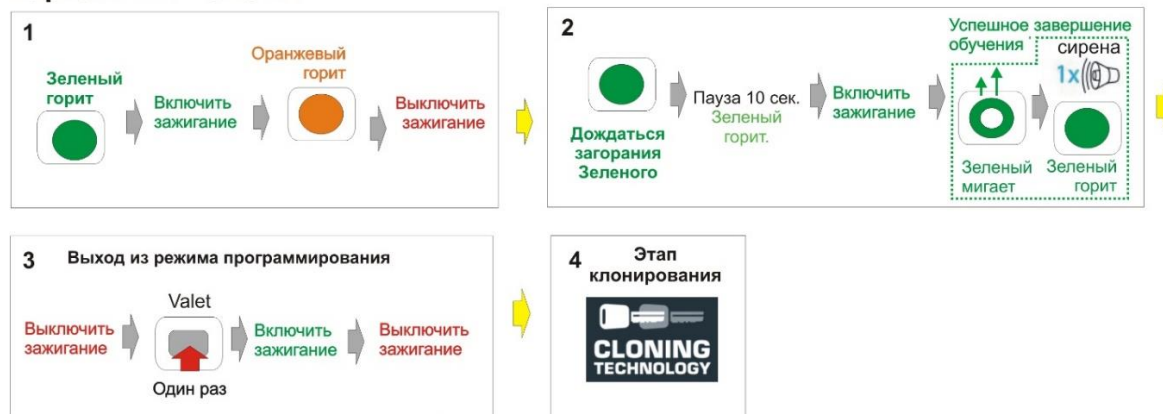 1
Зеленый
горит
Включить
зажигание
Оранжевый
горит
Выключить
зажигание
2
Дождаться
загорания
Зеленого
Пауза 10 сек.
Зеленый
горит.
Включить
зажигание
Успешное завершение
обучения
сирена
1x
Зеленый
мигает
Зеленый
горит
3
Выход из режима программирования
Выключить
зажигание
Valet
Один раз
Включить
зажигание
Выключить
зажигание
4
Этап
клонирования
CLONING
TECHNOLOGY